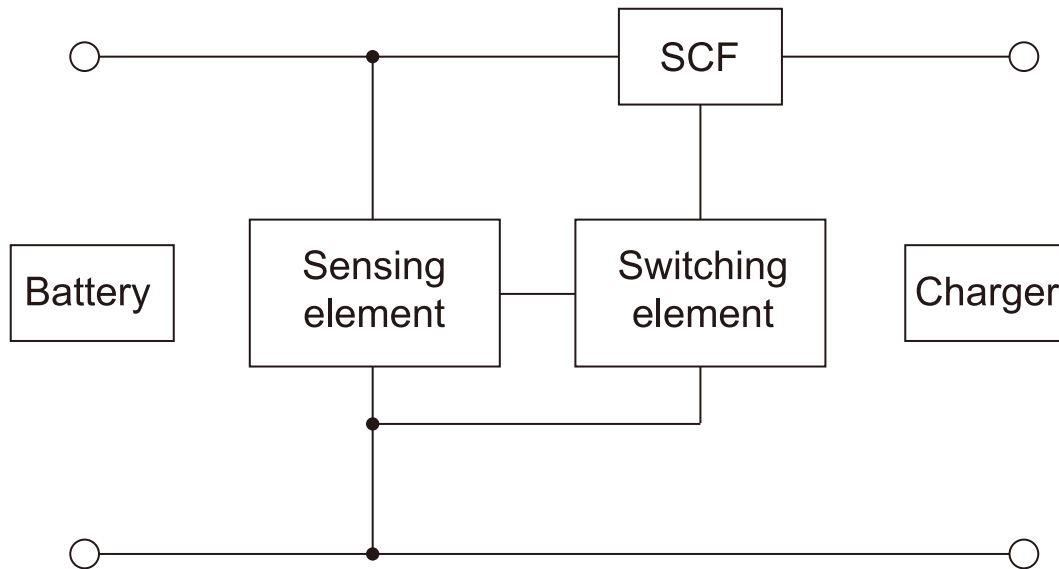 SCF
Battery
Sensing
element
Switching
element
Charger